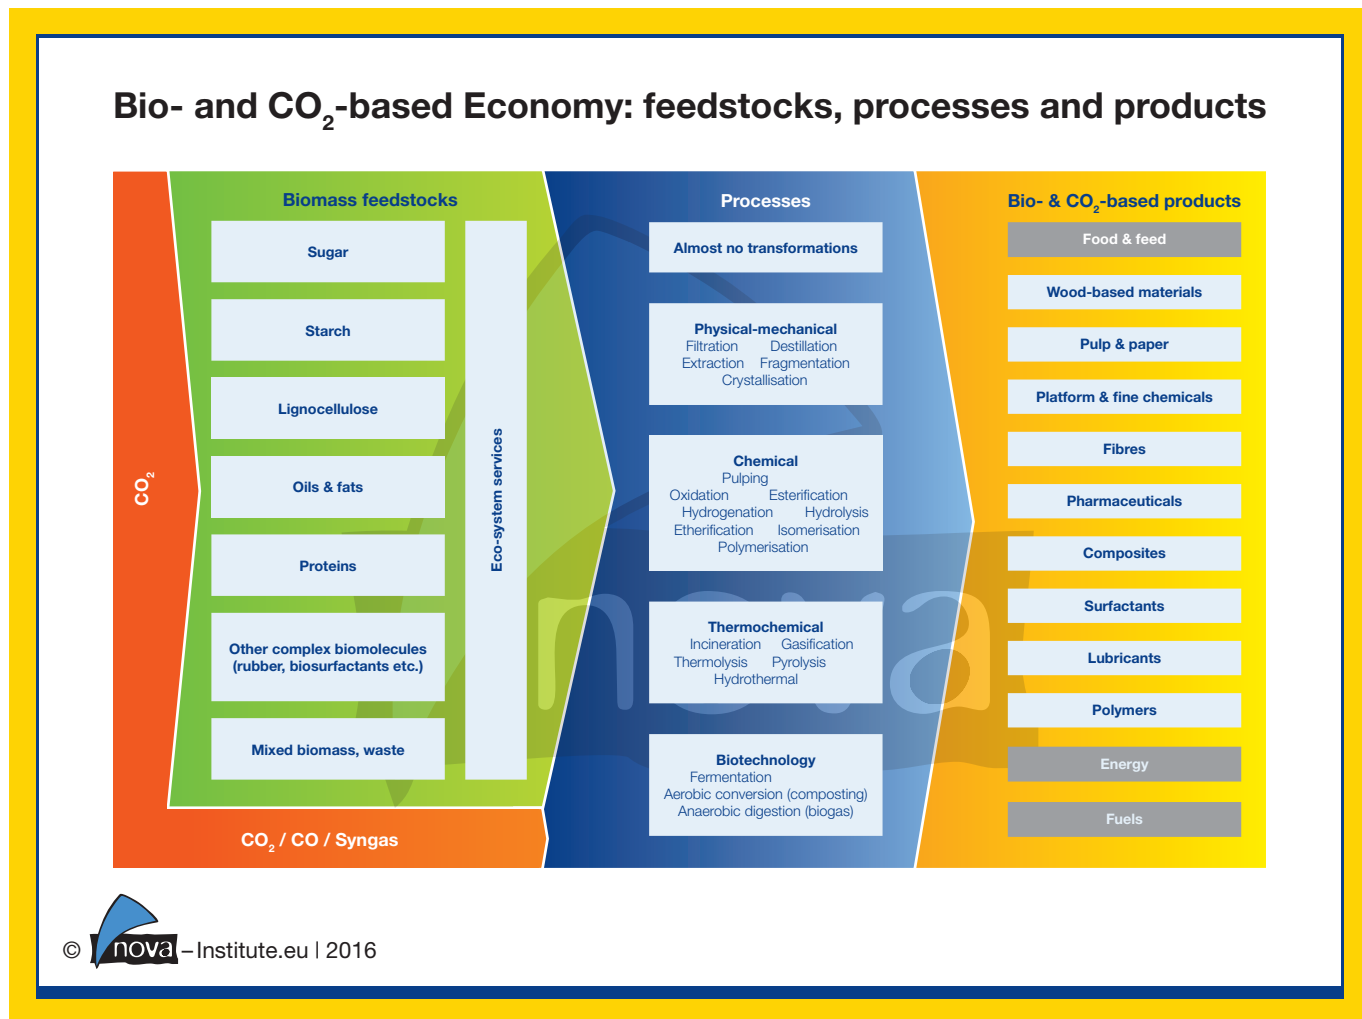 Bio- and CO2-based Economy: feedstocks, processes and products
CO2
Biomass feedstocks
Sugar
Starch
Lignocellulose
Oils & fats
Proteins
Other complex biomolecules
(rubber, biosurfactants etc.)
Mixed biomass, waste
Eco-system services
CO2 / CO / Syngas
Processes
Almost no transformations
Physical-mechanical
Filtration Destillation
Extraction Fragmentation
Crystallisation
Chemical
Pulping
Oxidation Esterification
Hydrogenation Hydrolysis
Etherification Isomerisation
Polymerisation
Thermochemical
Incineration Gasification
Thermolysis Pyrolysis
Hydrothermal
Biotechnology
Fermentation
Aerobic conversion (composting)
Anaerobic digestion (biogas)
Bio- & CO2-based products
Food & feed
Wood-based materials
Pulp & paper
Platform & fine chemicals
Fibres
Pharmaceuticals
Composites
Surfactants
Lubricants
Polymers
Energy
Fuels
nova
© nova –Institute.eu | 2016